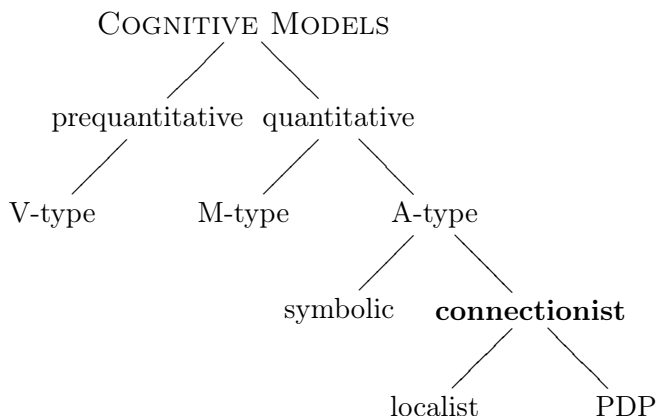 COGNITIVE MODELS
prequantitative quantitative
V-type M-type A-type
symbolic connectionist
localist PDP